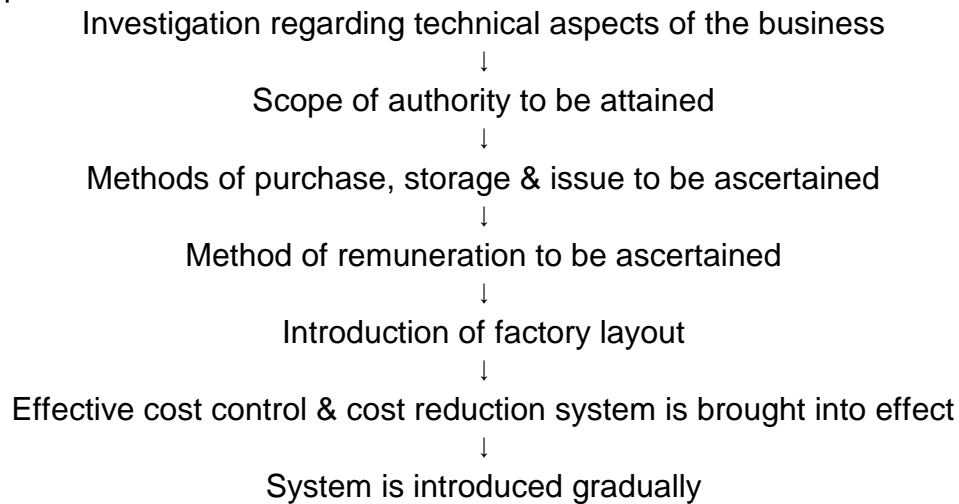 Investigation regarding technical aspects of the business
↓
Scope of authority to be attained
↓
Methods of purchase, storage & issue to be ascertained
↓
Method of remuneration to be ascertained
↓
Introduction of factory layout
↓
Effective cost control & cost reduction system is brought into effect
↓
System is introduced gradually